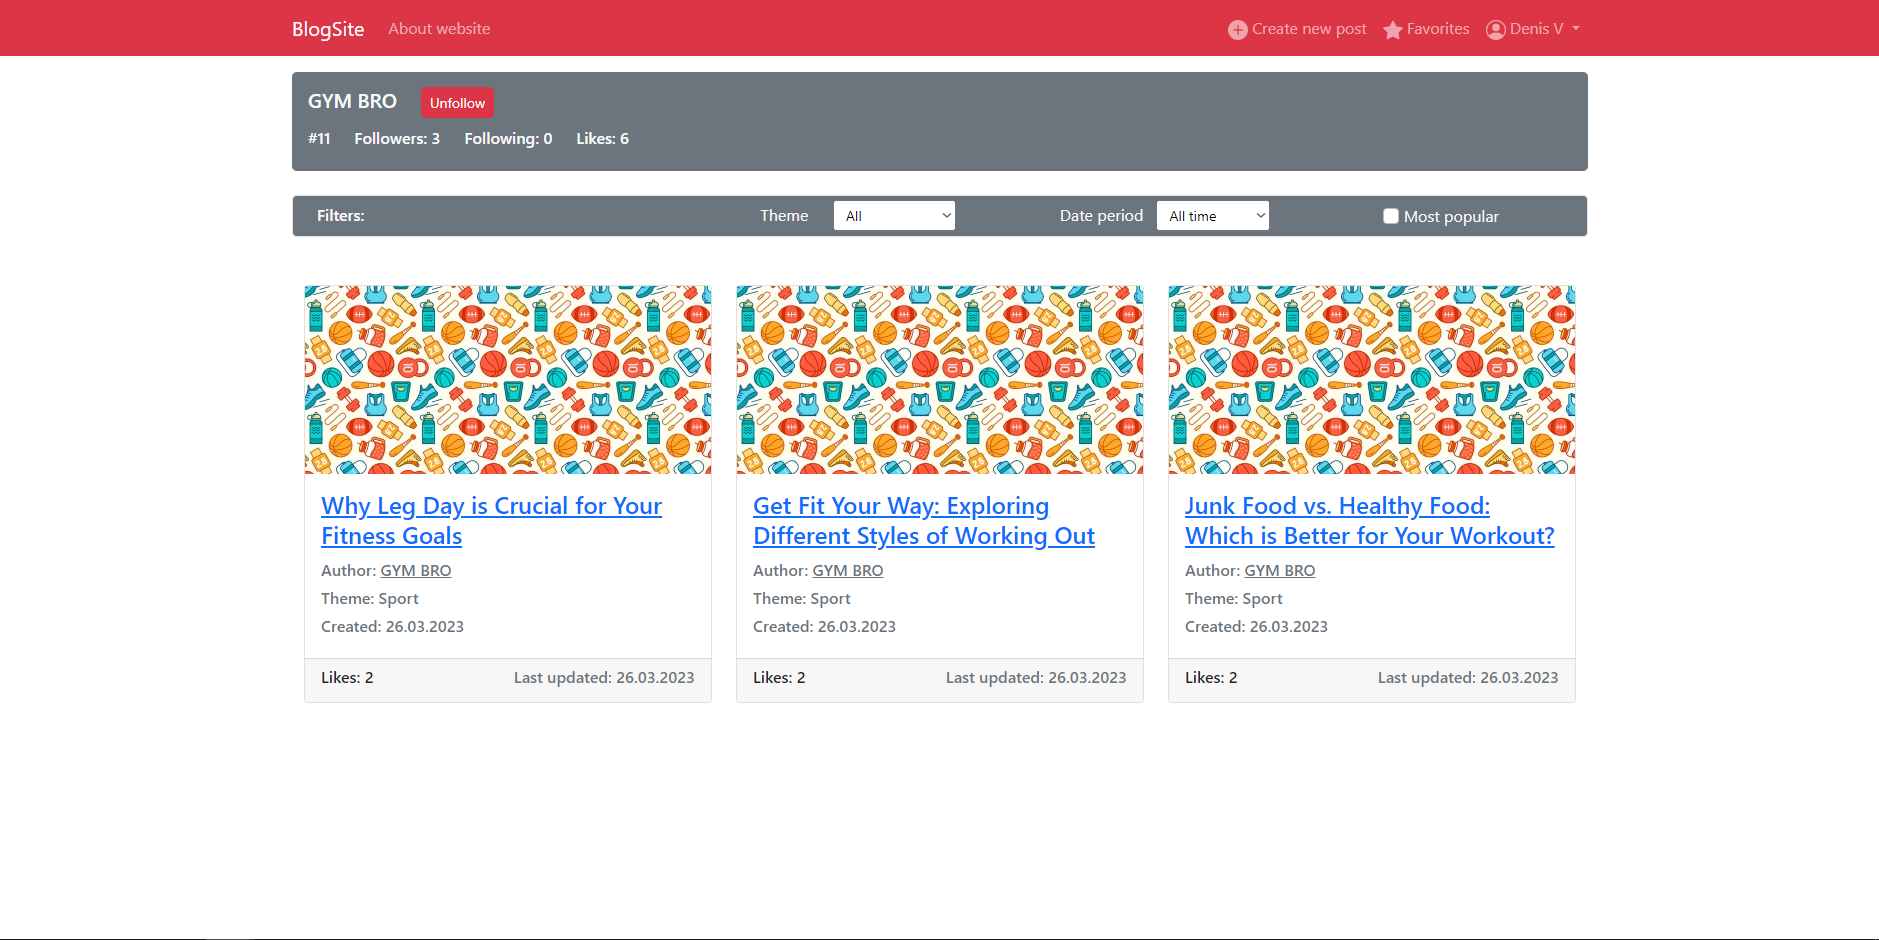 BlogSite About website Create new post Favorites Denis V
GYM BRO Unfollow
#11 Followers: 3 Following: 0 Likes: 6
Filters: Theme All Date period All time Most popular
Why Leg Day is Crucial for Your
Fitness Goals
Author: GYM BRO
Theme: Sport
Created: 26.03.2023
Likes: 2 Last updated: 26.03.2023
Get Fit Your Way: Exploring
Different Styles of Working Out
Author: GYM BRO
Theme: Sport
Created: 26.03.2023
Likes: 2 Last updated: 26.03.2023
Junk Food vs. Healthy Food:
Which is Better for Your Workout?
Author: GYM BRO
Theme: Sport
Created: 26.03.2023
Likes: 2 Last updated: 26.03.2023